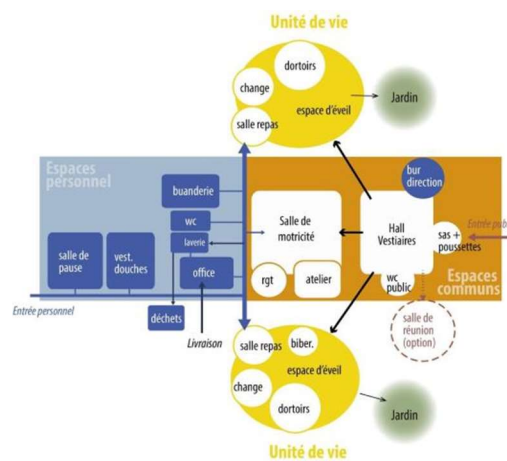 Unité de vie
dortoirs
change
espace d'éveil
salle repas
Jardin
Espaces
personnel
buanderie
wc
laverie
office
salle de
pause
vest.
douches
Entrée personnel
déchets
Livraison
Salle de
motricité
rgt
atelier
Hall
Vestiaires
bur
direction
sas +
poussettes
wc
public
Espaces
communs
salle de
réunion
(option)
salle repas
biber.
espace d'éveil
change
dortoirs
Jardin
Unité de vie